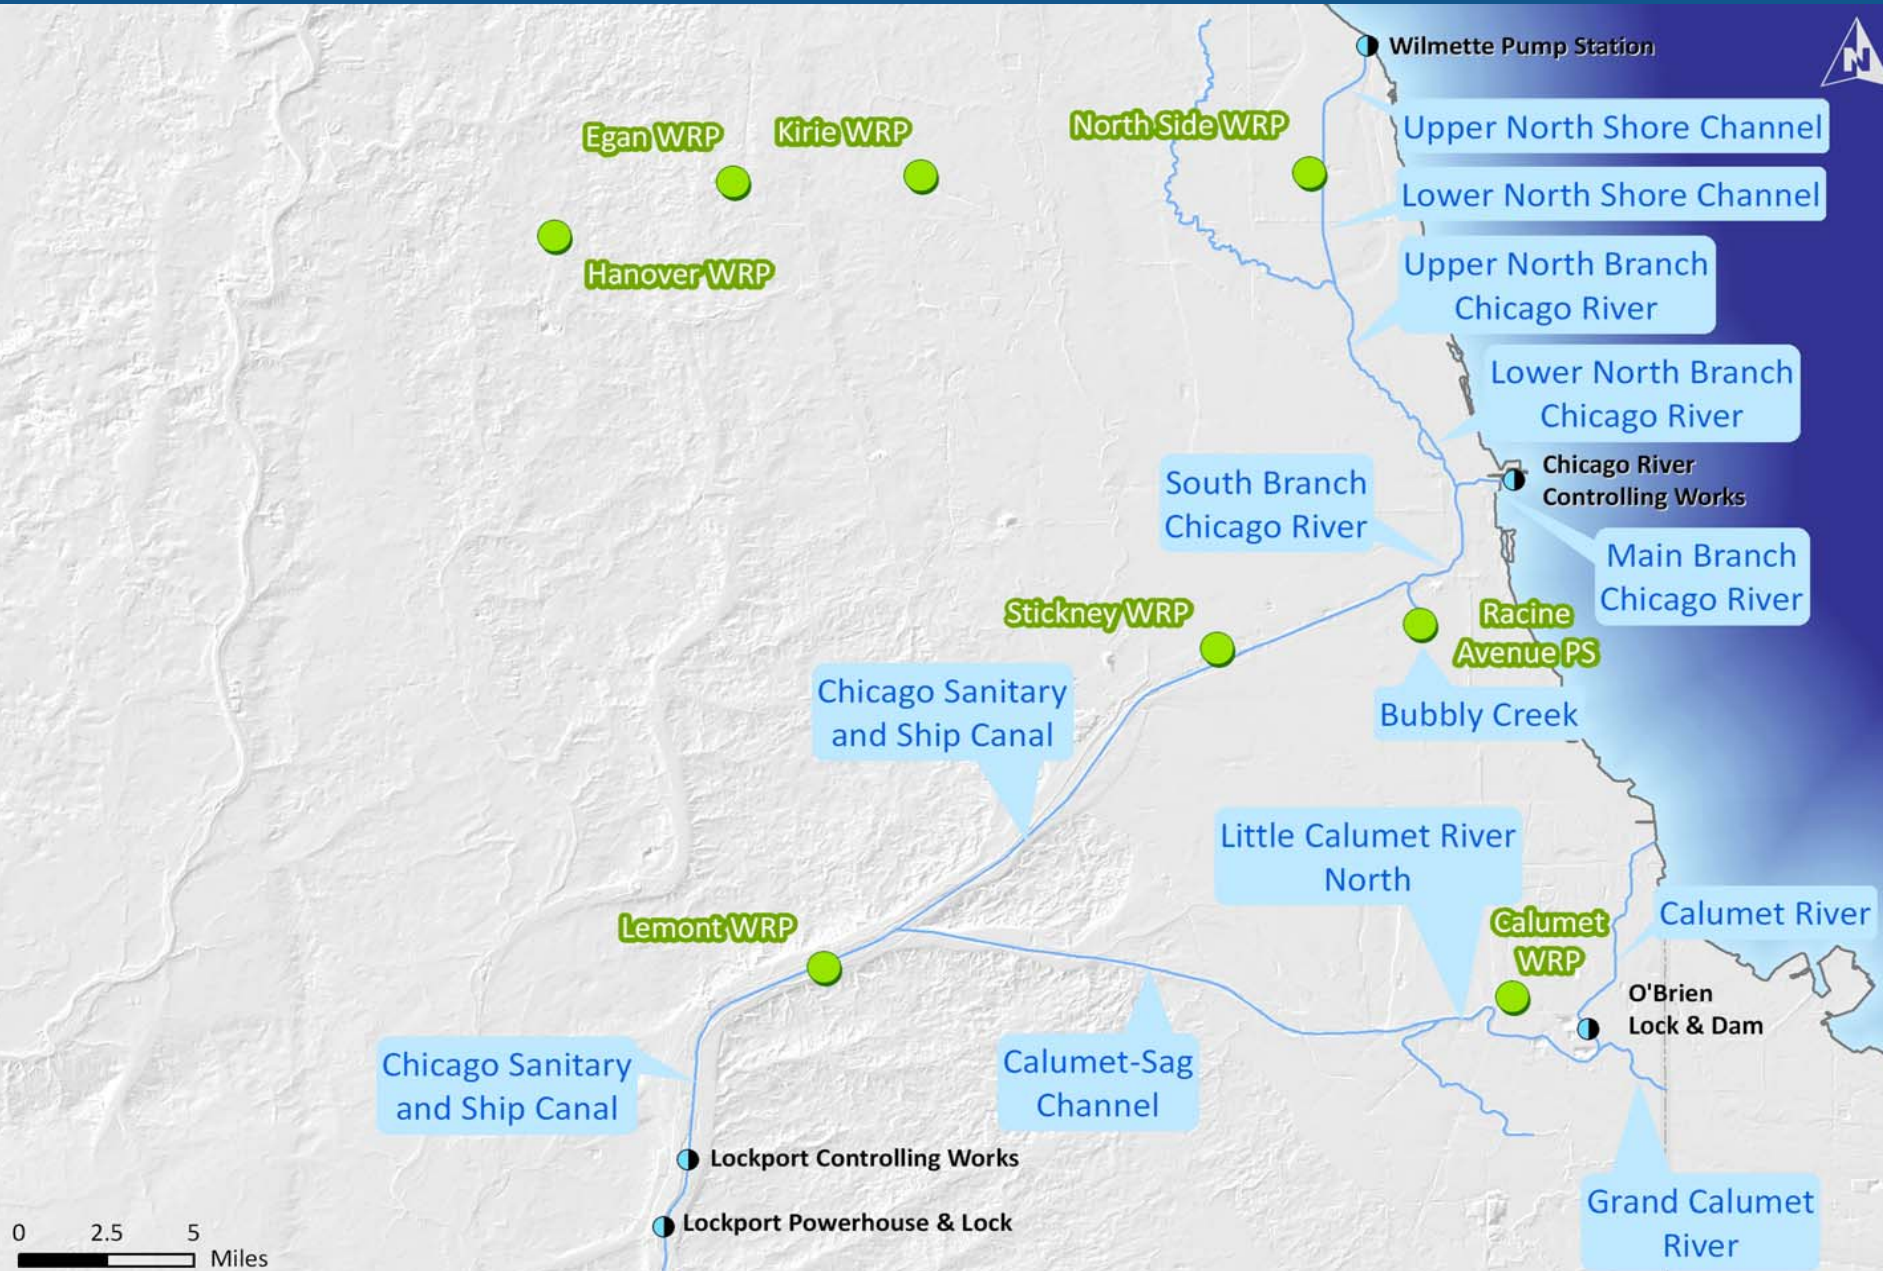 Wilmette Pump Station
N
Upper North Shore Channel
Egan WRP
Kirie WRP
North Side WRP
Lower North Shore Channel
Hanover WRP
Upper North Branch
Chicago River
Lower North Branch
Chicago River
Chicago River
Controlling Works
South Branch
Chicago River
Main Branch
Chicago River
Stickney WRP
Racine
Avenue PS
Chicago Sanitary
and Ship Canal
Bubbly Creek
Little Calumet River
North
Lemont WRP
Calumet
WRP
Calumet River
O'Brien
Lock & Dam
Chicago Sanitary
and Ship Canal
Calumet-Sag
Channel
Lockport Controlling Works
Lockport Powerhouse & Lock
Grand Calumet
River
0 2.5 5
Miles